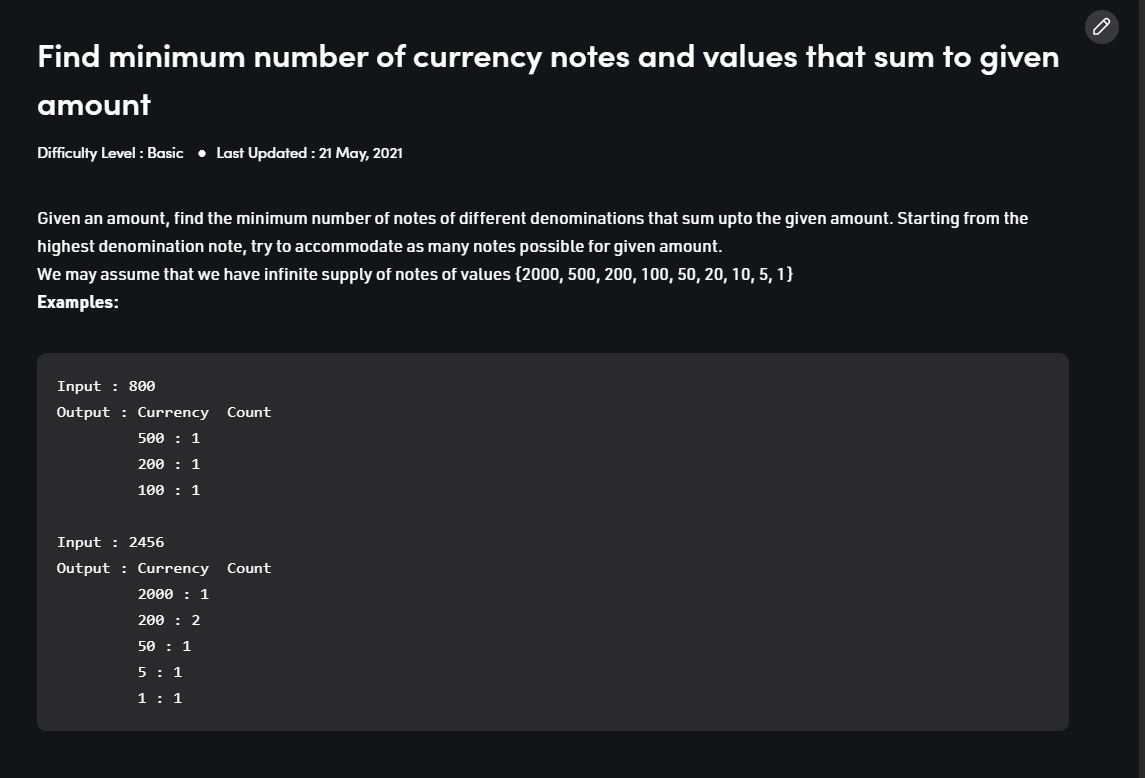 Find minimum number of currency notes and values that sum to given
amount
Difficulty Level : Basic ● Last Updated : 21 May, 2021
Given an amount, find the minimum number of notes of different denominations that sum upto the given amount. Starting from the
highest denomination note, try to accommodate as many notes possible for given amount.
We may assume that we have infinite supply of notes of values {2000, 500, 200, 100, 50, 20, 10, 5, 1}
Examples:
Input : 800
Output : Currency  Count
         500 : 1
         200 : 1
         100 : 1
Input : 2456
Output : Currency  Count
         2000 : 1
         200 : 2
         50 : 1
         5 : 1
         1 : 1